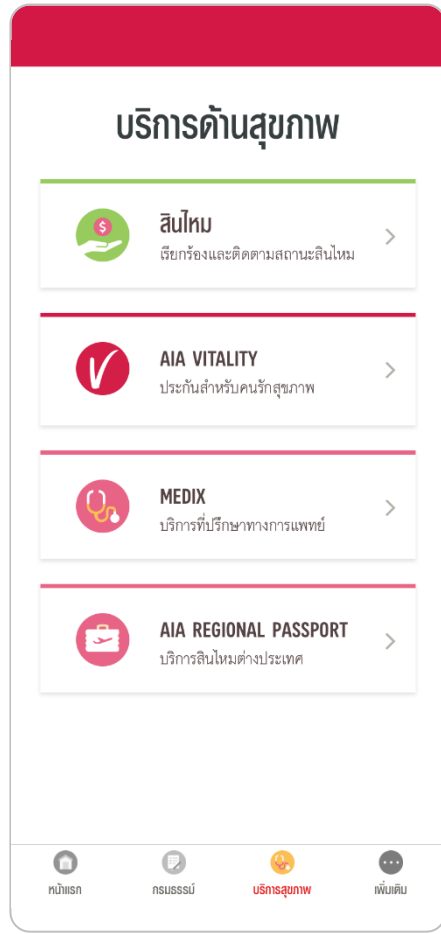 บริการด้านสุขภาพ
สินไหม
เรียกร้องและติดตามสถานะสินไหม
AIA VITALITY
ประกันสำหรับคนรักสุขภาพ
MEDIX
บริการที่ปรึกษาทางการแพทย์
AIA REGIONAL PASSPORT
บริการสินไหมต่างประเทศ
หน้าแรก
กรมธรรม์
บริการสุขภาพ
เพิ่มเติม